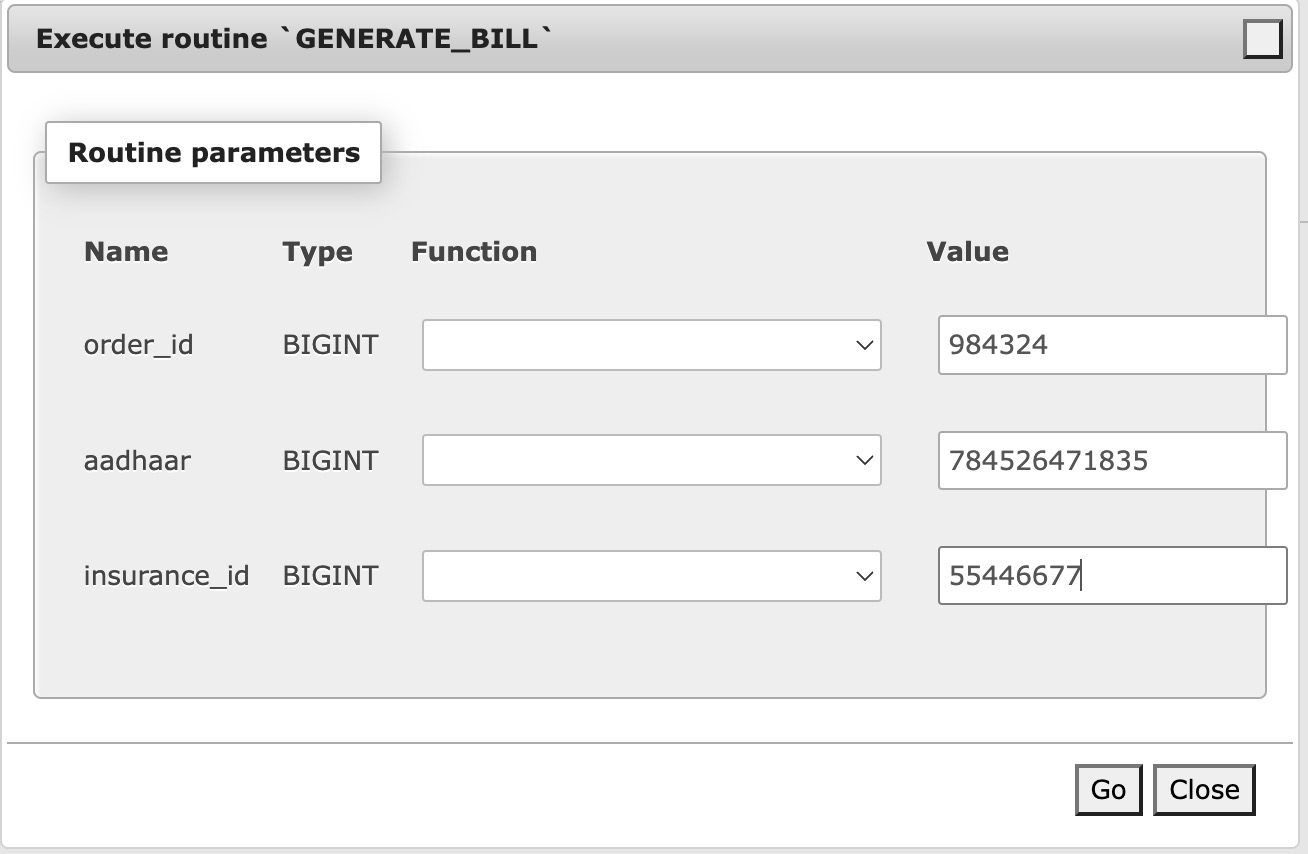 Execute routine `GENERATE_BILL`
Routine parameters
Name Type Function Value
order_id BIGINT 984324
aadhaar BIGINT 784526471835
insurance_id BIGINT 55446677
Go Close